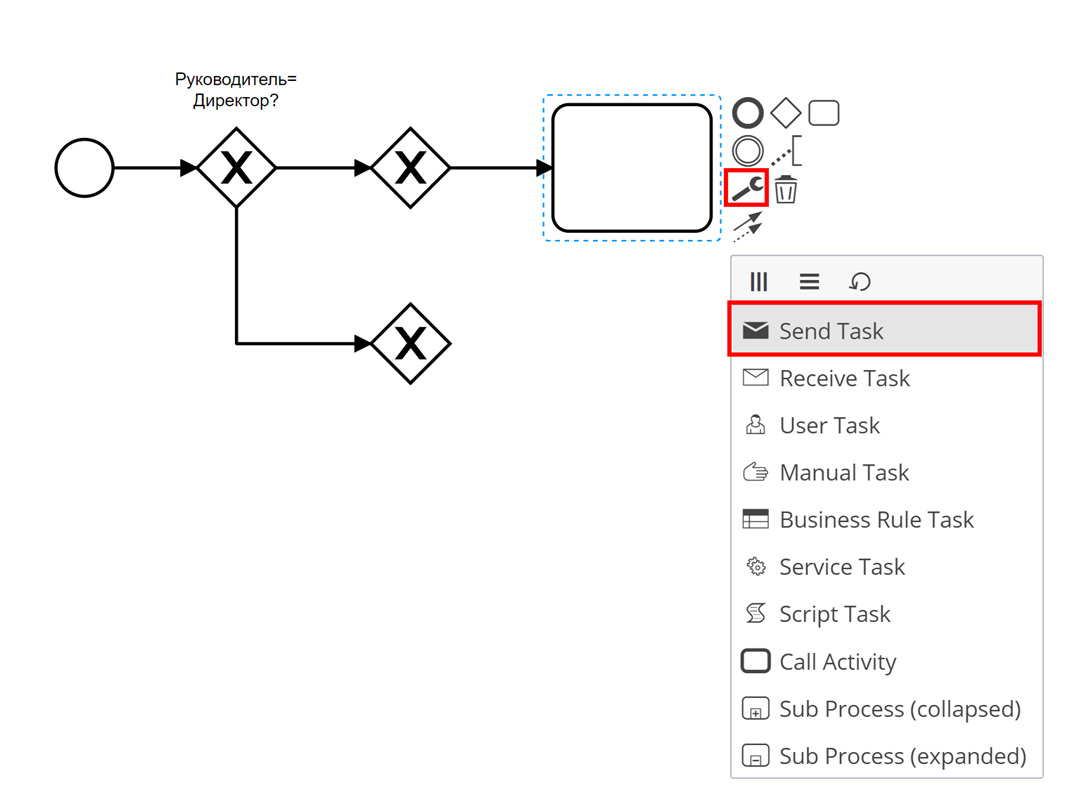 Руководитель=
Директор?
Send Task
Receive Task
User Task
Manual Task
Business Rule Task
Service Task
Script Task
Call Activity
Sub Process (collapsed)
Sub Process (expanded)